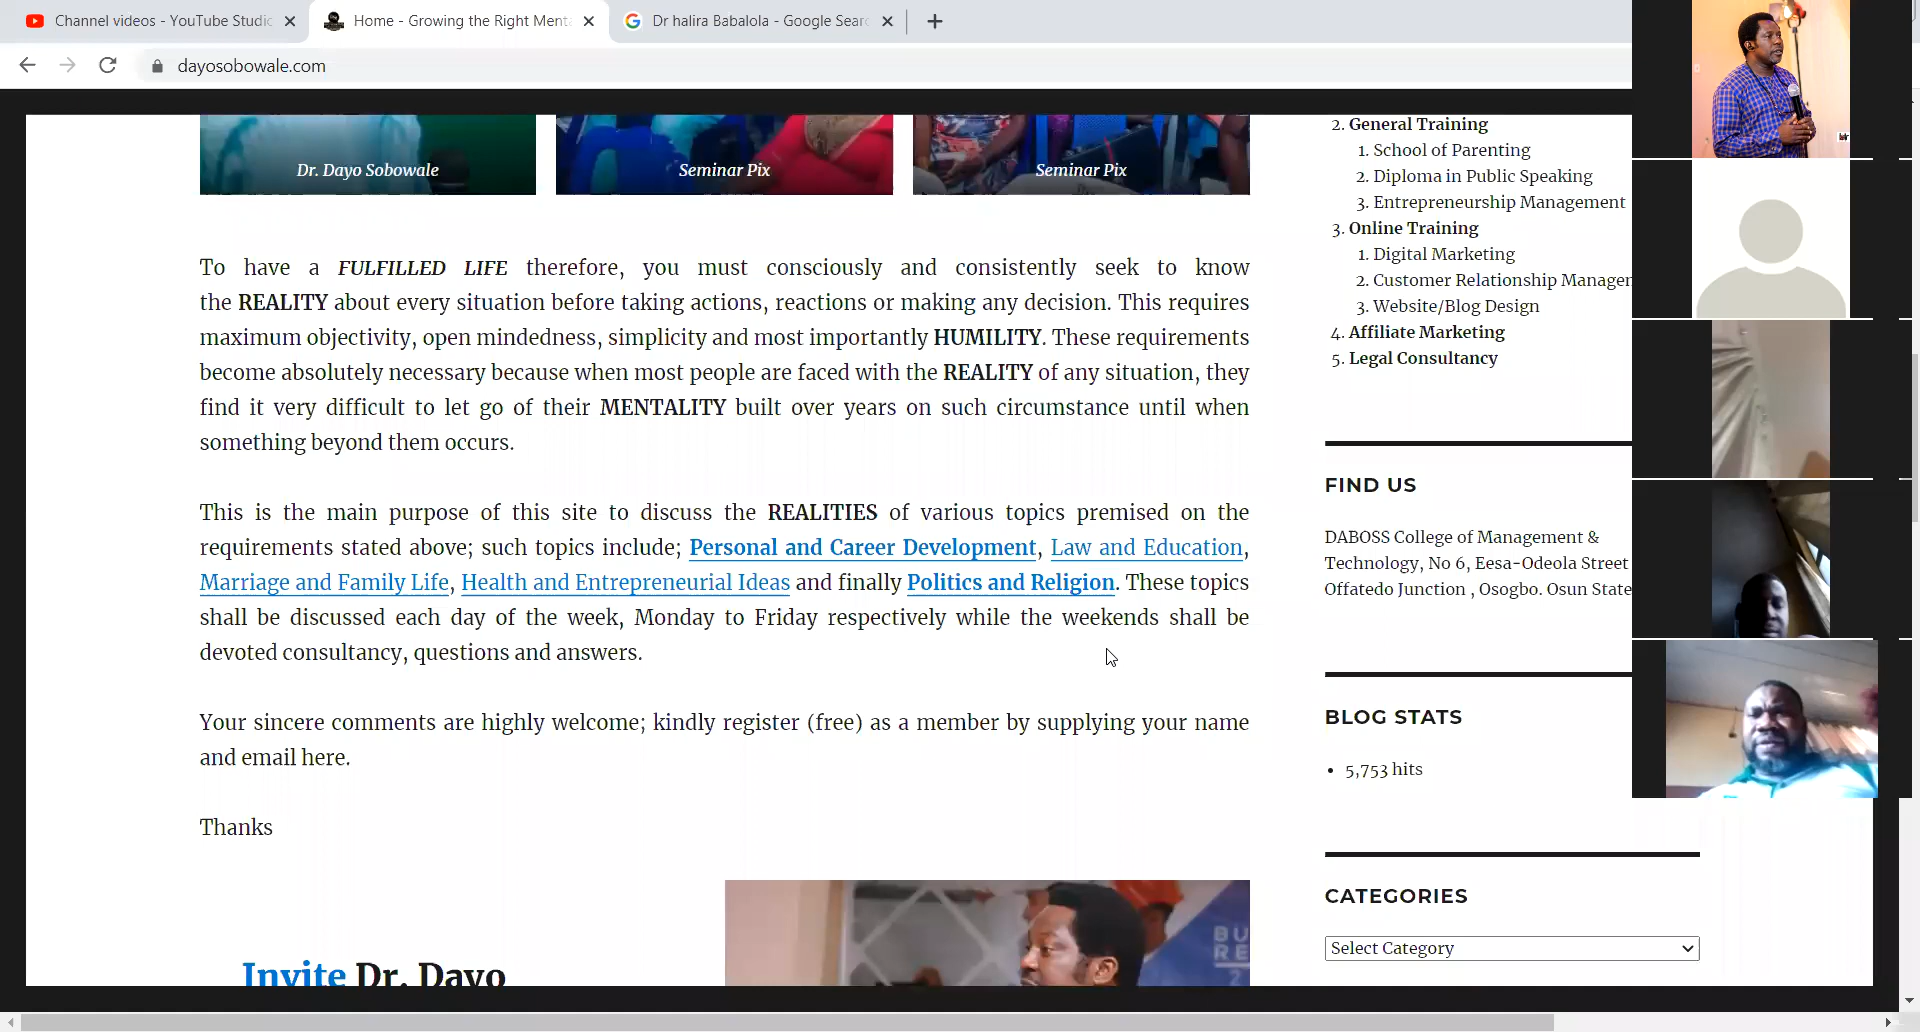 Channel videos - YouTube Studio
Home - Growing the Right Menta
Dr halira Babalola - Google Searc
dayosobowale.com
Dr. Dayo Sobowale
Seminar Pix
Seminar Pix
To have a FULFILLED LIFE therefore, you must consciously and consistently seek to know
the REALITY about every situation before taking actions, reactions or making any decision. This requires
maximum objectivity, open mindedness, simplicity and most importantly HUMILITY. These requirements
become absolutely necessary because when most people are faced with the REALITY of any situation, they
find it very difficult to let go of their MENTALITY built over years on such circumstance until when
something beyond them occurs.
This is the main purpose of this site to discuss the REALITIES of various topics premised on the
requirements stated above; such topics include; Personal and Career Development, Law and Education,
Marriage and Family Life, Health and Entrepreneurial Ideas and finally Politics and Religion. These topics
shall be discussed each day of the week, Monday to Friday respectively while the weekends shall be
devoted consultancy, questions and answers.
Your sincere comments are highly welcome; kindly register (free) as a member by supplying your name
and email here.
Thanks
Invite Dr. Dayo
BU
RE
2
2. General Training
1. School of Parenting
2. Diploma in Public Speaking
3. Entrepreneurship Management
3. Online Training
1. Digital Marketing
2. Customer Relationship Managen
3. Website/Blog Design
4. Affiliate Marketing
5. Legal Consultancy
FIND US
DABOSS College of Management &
Technology, No 6, Eesa-Odeola Street
Offatedo Junction , Osogbo. Osun State
BLOG STATS
• 5,753 hits
CATEGORIES
Select Category